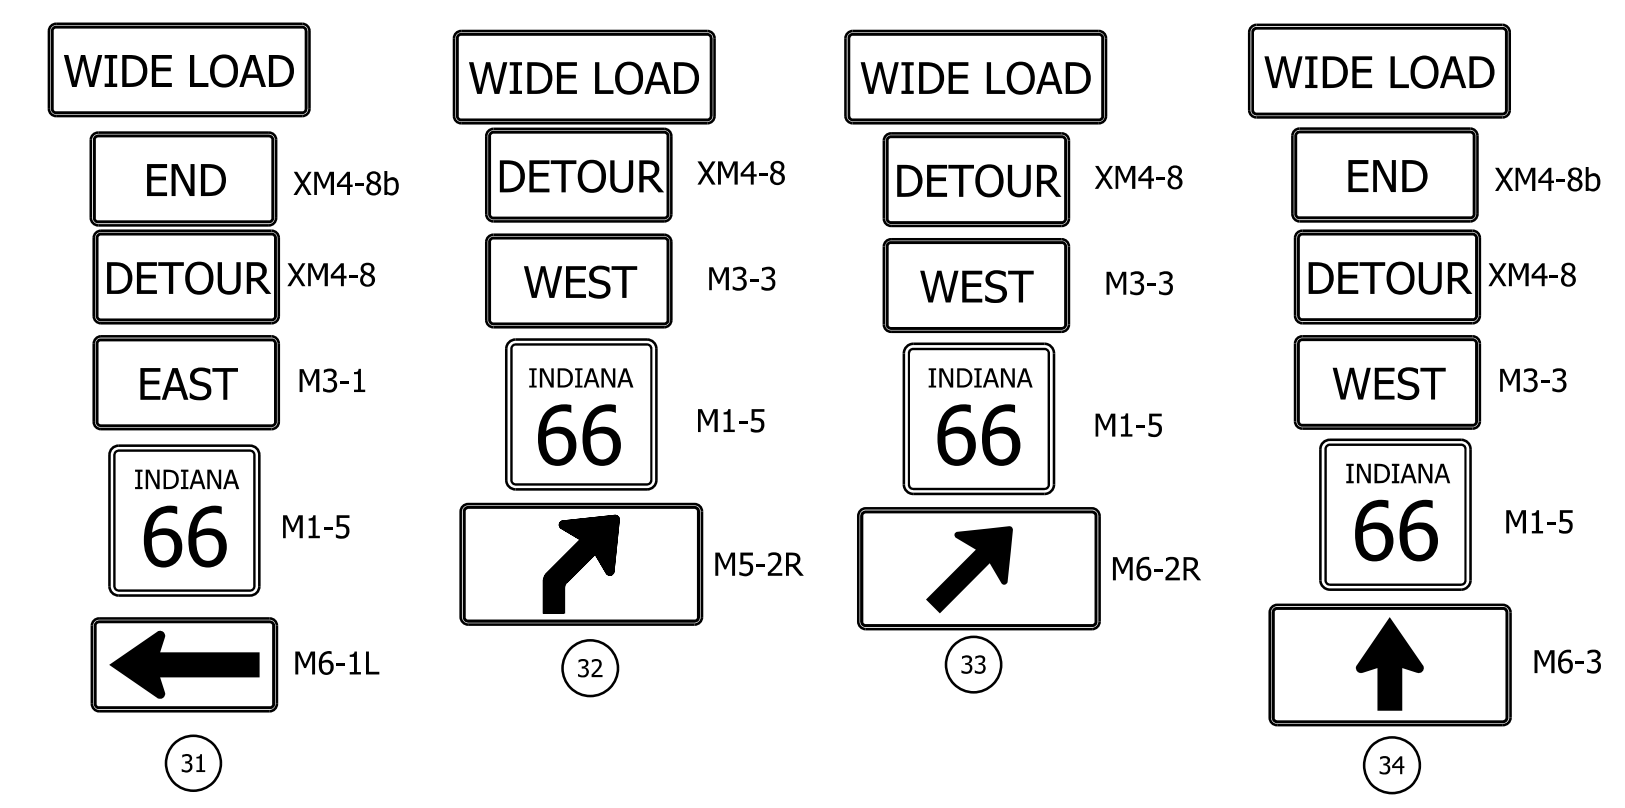 WIDE LOAD
END XM4-8b
DETOUR XM4-8
EAST M3-1
INDIANA
66 M1-5
M6-1L
31
WIDE LOAD
DETOUR XM4-8
WEST M3-3
INDIANA
66 M1-5
M5-2R
32
WIDE LOAD
DETOUR XM4-8
WEST M3-3
INDIANA
66 M1-5
M6-2R
33
WIDE LOAD
END XM4-8b
DETOUR XM4-8
WEST M3-3
INDIANA
66 M1-5
M6-3
34